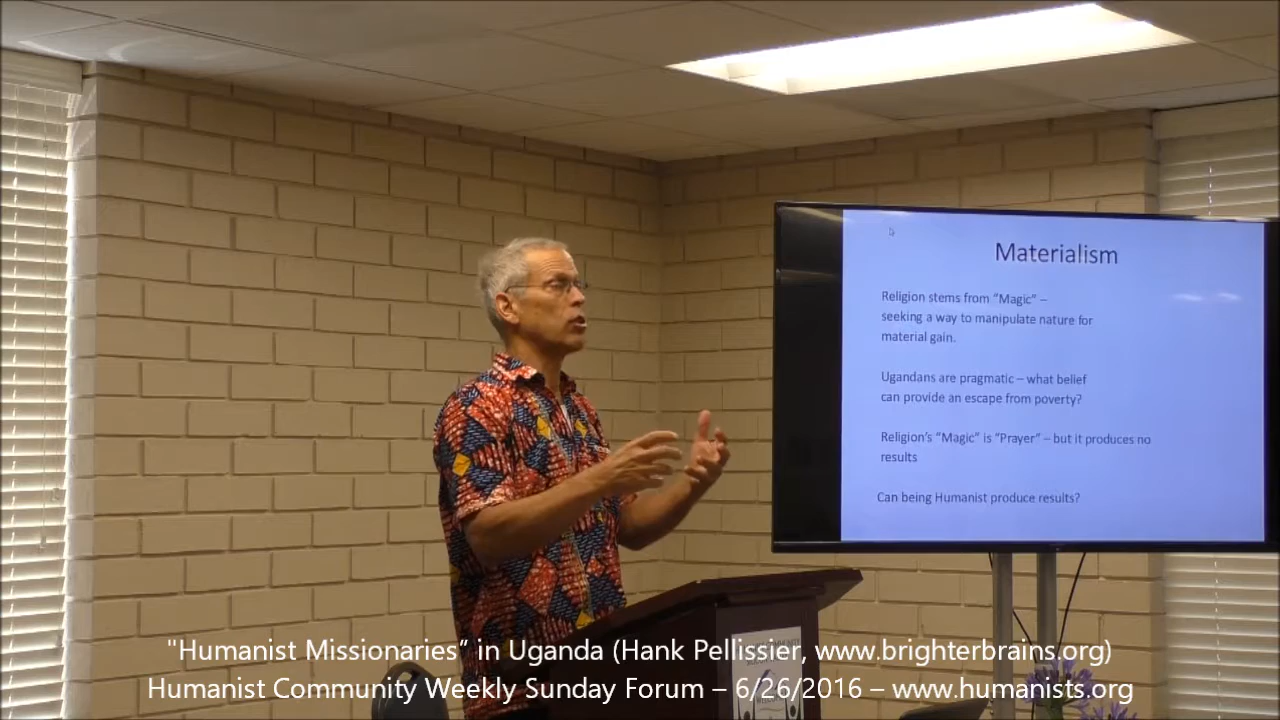 Materialism
Religion stems from “Magic” –
seeking a way to manipulate nature for
material gain.
Ugandans are pragmatic – what belief
can provide an escape from poverty?
Religion's “Magic” is “Prayer” – but it produces no
results
Can being Humanist produce results?
"Humanist Missionaries” in Uganda (Hank Pellissier, www.brighterbrains.org)
Humanist Community Weekly Sunday Forum – 6/26/2016 – www.humanists.org